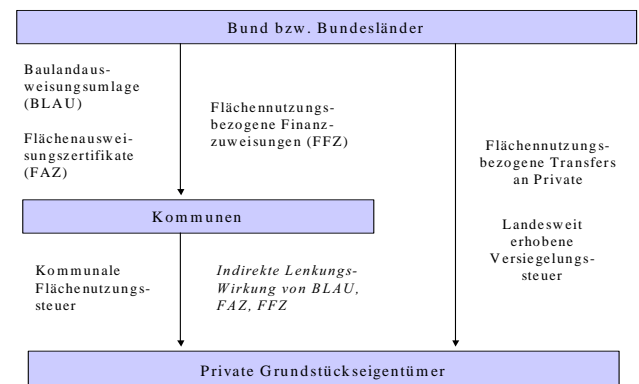 Bund bzw. Bundesländer
Baulandaus-
weisungsumlage
(BLAU)
Flächenauswei-
sungszertifikate
(FAZ)
Flächennutzungs-
bezogene Finanz-
zuweisungen (FFZ)
Flächennutzungs-
bezogene Transfers
an Private
Landesweit
erhobene
Versiegelungs-
steuer
Kommunen
Kommunale
Flächenutzungs-
steuer
Indirekte Lenkungs-
Wirkung von BLAU,
FAZ, FFZ
Private Grundstückseigentümer